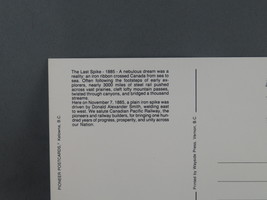 The Last Spike - 1885 - A nebulous dream was a
reality; an iron ribbon crossed Canada from sea to
sea. Often following the footsteps of early ex-
plorers, nearly 3000 miles of steel rail pushed
across vast prairies, cleft lofty mountain passes,
twisted through canyons, and bridged a thousand
streams.
Here on November 7, 1885, a plain iron spike was
driven by Donald Alexander Smith, welding east
to west. We salute Canadian Pacific Railway, the
pioneers and railway builders, for bringing one hun-
dred years of progress, prosperity, and unity across
our Nation.
PIONEER POSTCARDS, Kelowna, B.C.
Printed by Wayside Press, Vernon, B.C.